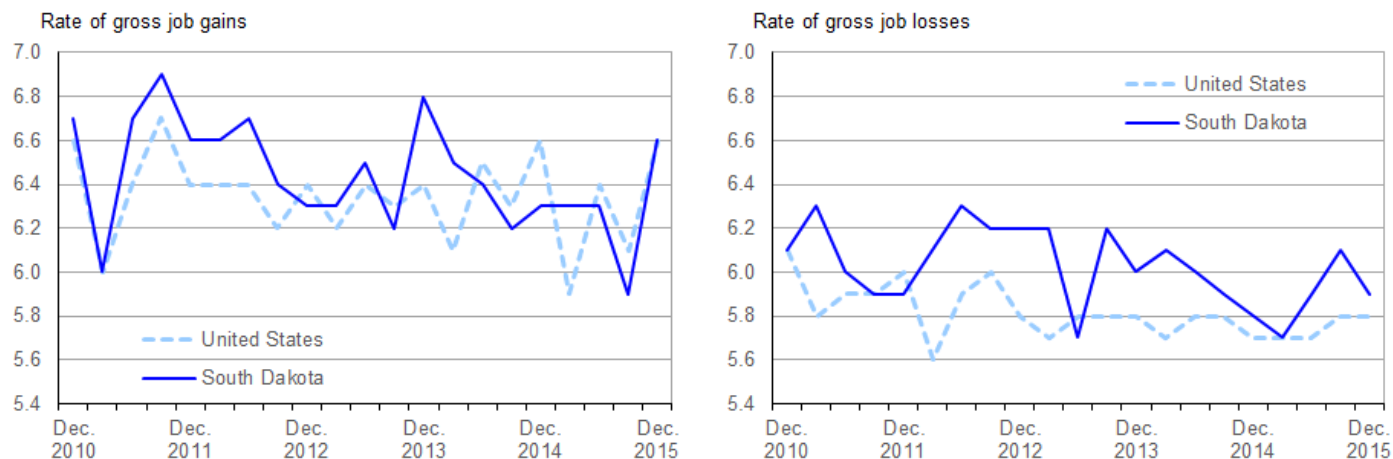 Rate of gross job gains
7.0
6.8
6.6
6.4
6.2
6.0
5.8
5.6
5.4
United States
South Dakota
Dec. Dec. Dec. Dec. Dec. Dec.
2010 2011 2012 2013 2014 2015
Rate of gross job losses
7.0
6.8
6.6
6.4
6.2
6.0
5.8
5.6
5.4
United States
South Dakota
Dec. Dec. Dec. Dec. Dec. Dec.
2010 2011 2012 2013 2014 2015